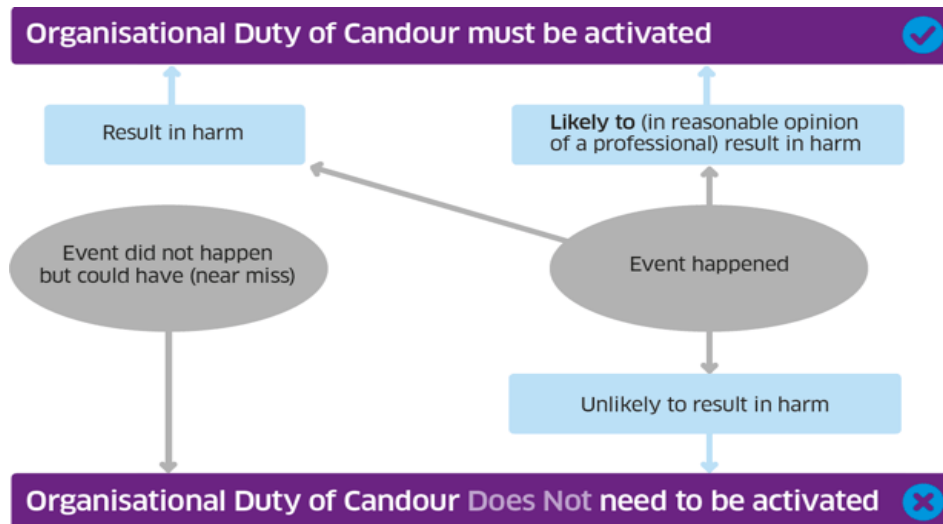 Organisational Duty of Candour must be activated
Result in harm
Likely to (in reasonable opinion
of a professional) result in harm
Event did not happen
but could have (near miss)
Event happened
Unlikely to result in harm
Organisational Duty of Candour Does Not need to be activated